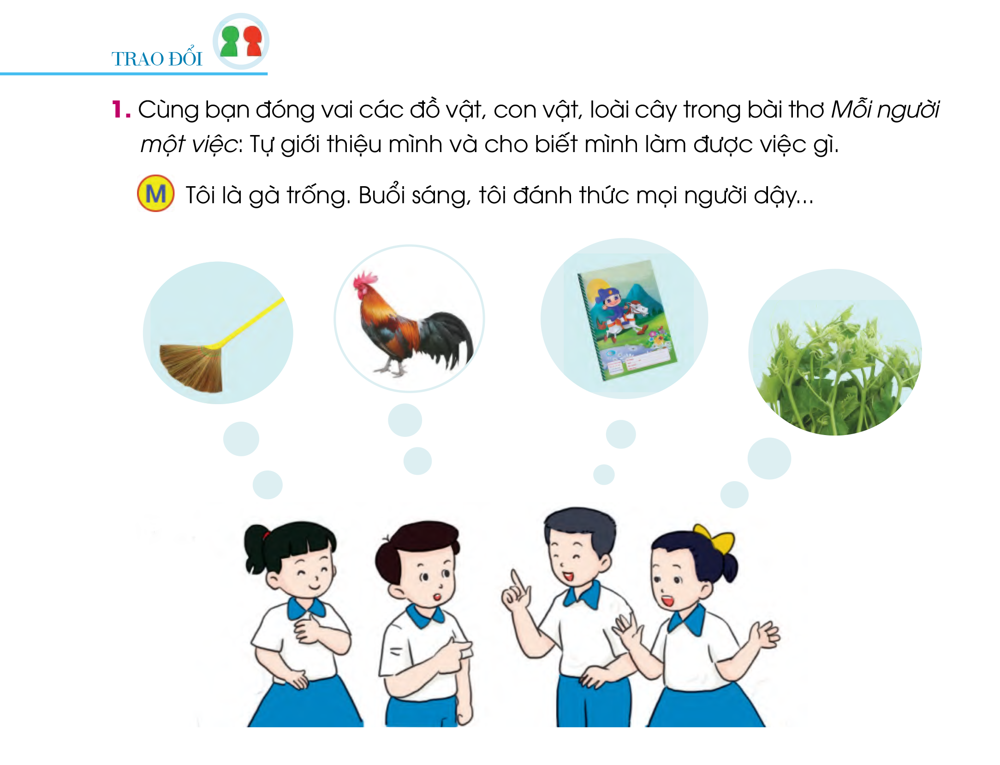 TRAO ĐỔI
1. Cùng bạn đóng vai các đồ vật, con vật, loài cây trong bài thơ Mỗi người
một việc: Tự giới thiệu mình và cho biết mình làm được việc gì.
M Tôi là gà trống. Buổi sáng, tôi đánh thức mọi người dậy...